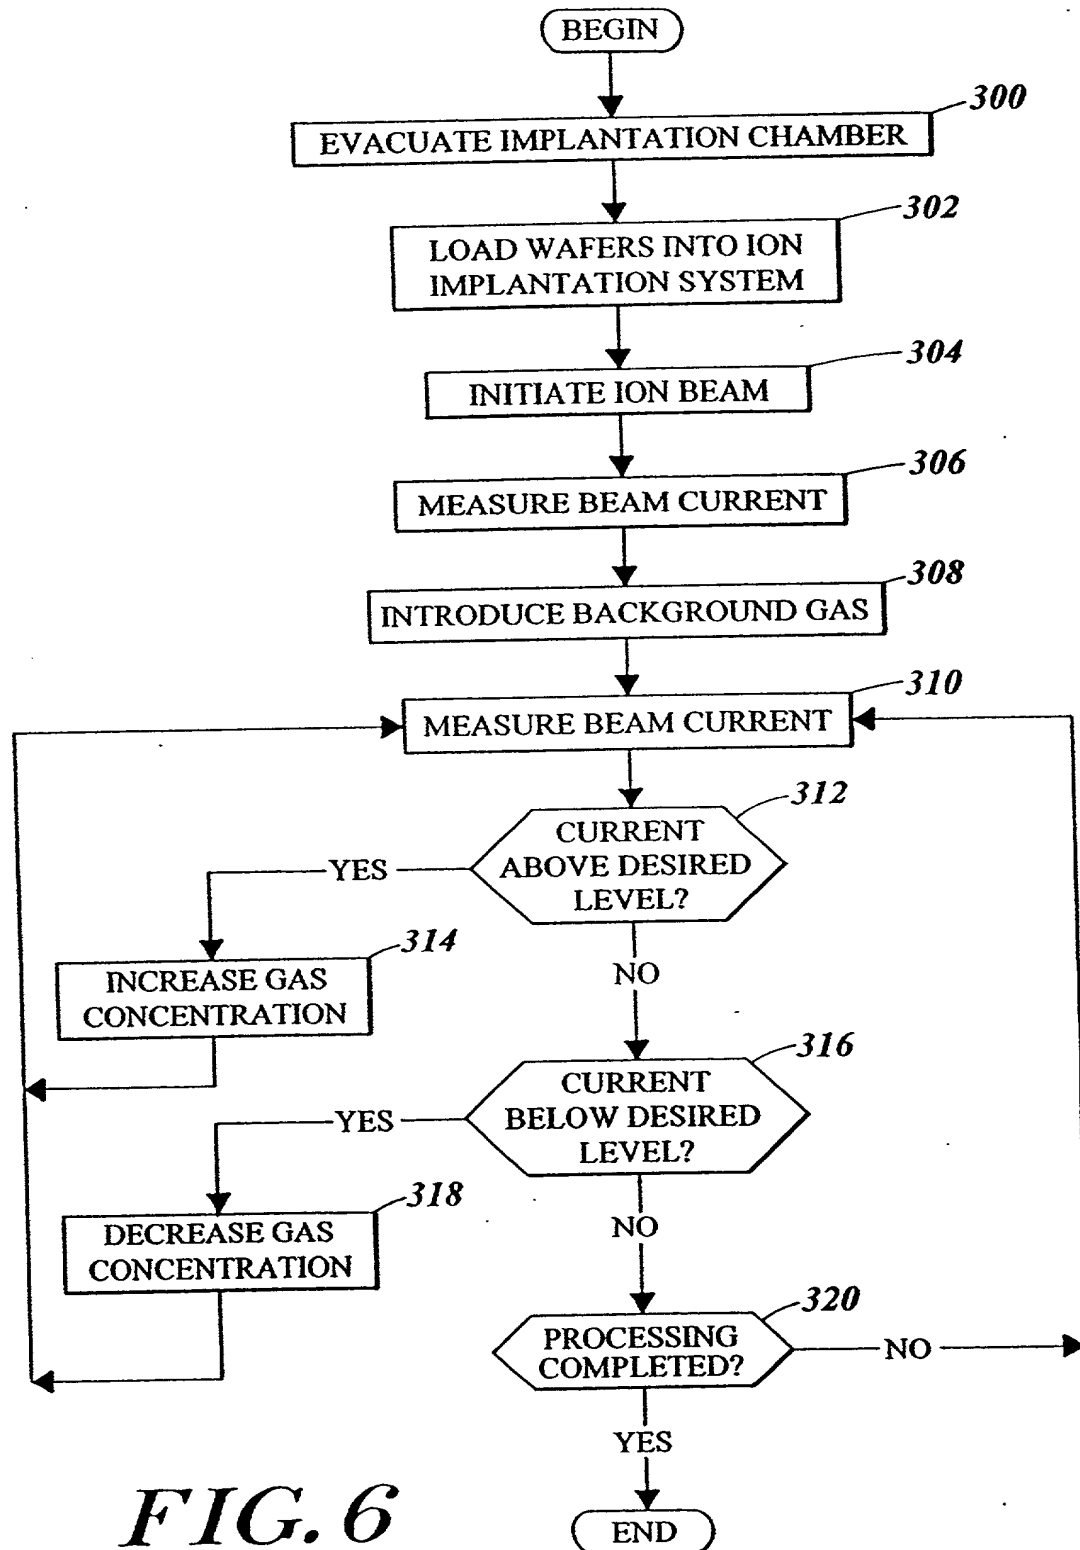 BEGIN
300
EVACUATE IMPLANTATION CHAMBER
302
LOAD WAFERS INTO ION
IMPLANTATION SYSTEM
304
INITIATE ION BEAM
306
MEASURE BEAM CURRENT
308
INTRODUCE BACKGROUND GAS
310
MEASURE BEAM CURRENT
312
CURRENT
ABOVE DESIRED
LEVEL?
YES
314
INCREASE GAS
CONCENTRATION
NO
316
CURRENT
BELOW DESIRED
LEVEL?
YES
318
DECREASE GAS
CONCENTRATION
NO
320
PROCESSING
COMPLETED?
NO
YES
END
FIG. 6